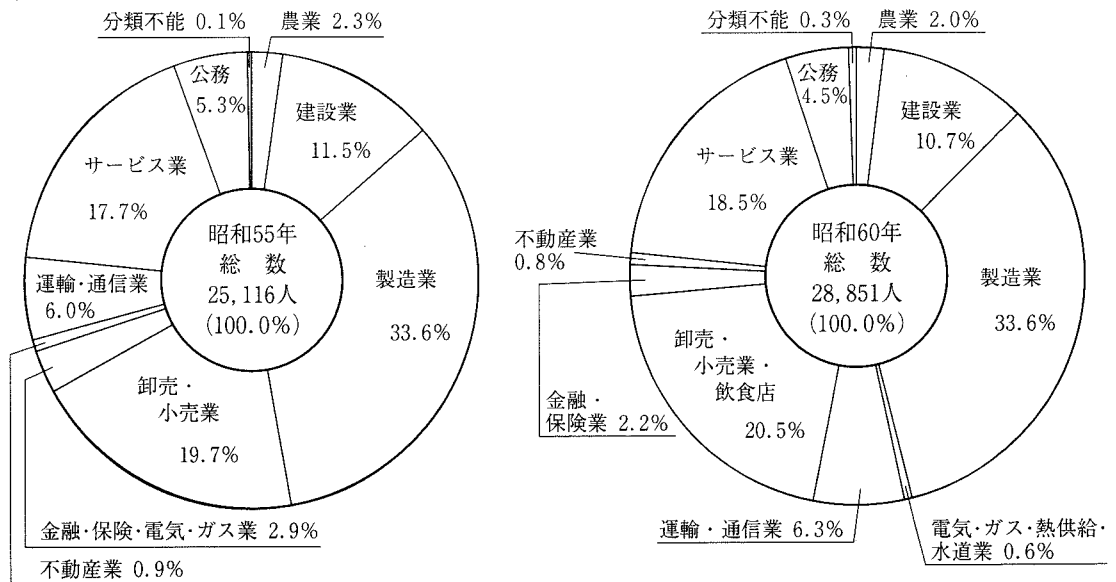 分類不能 0.1%
農業 2.3%
公務
5.3%
建設業
11.5%
サービス業
17.7%
昭和55年
総 数
25,116人
(100.0%)
製造業
33.6%
運輸・通信業
6.0%
卸売・
小売業
19.7%
金融・保険・電気・ガス業 2.9%
不動産業 0.9%
分類不能 0.3%
農業 2.0%
公務
4.5%
建設業
10.7%
サービス業
18.5%
不動産業
0.8%
昭和60年
総 数
28,851人
(100.0%)
製造業
33.6%
卸売・
小売業・
飲食店
20.5%
金融・
保険業 2.2%
運輸・通信業 6.3%
電気・ガス・熱供給・
水道業 0.6%